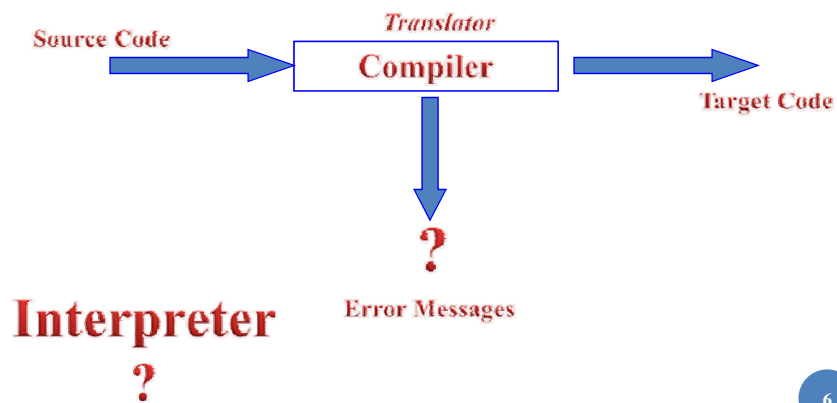 Translator
Source Code
Compiler
Target Code
?
Error Messages
Interpreter
?
6